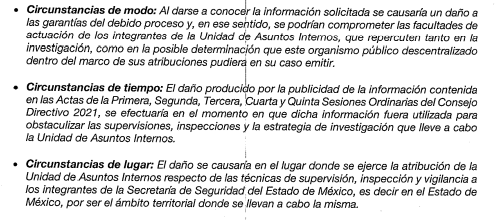 • Circunstancias de modo: Al darse a conocer la información solicitada se causaría un daño a
las garantías del debido proceso y, en ese sentido, se podrían comprometer las facultades de
actuación de los integrantes de la Unidad de Asuntos Internos, que repercuten tanto en la
investigación, como en la posible determinación que este organismo público descentralizado
dentro del marco de sus atribuciones pudiera en su caso emitir.
• Circunstancias de tiempo: El daño producido por la publicidad de la información contenida
en las Actas de la Primera, Segunda, Tercera, Cuarta y Quinta Sesiones Ordinarias del Consejo
Directivo 2021, se efectuaría en el momento en que dicha información fuera utilizada para
obstaculizar las supervisiones, inspecciones y la estrategia de investigación que lleve a cabo
la Unidad de Asuntos Internos.
• Circunstancias de lugar: El daño se causaría en el lugar donde se ejerce la atribución de la
Unidad de Asuntos Internos respecto de las técnicas de supervisión, inspección y vigilancia a
los integrantes de la Secretaría de Seguridad del Estado de México, es decir en el Estado de
México, por ser el ámbito territorial donde se llevan a cabo la misma.